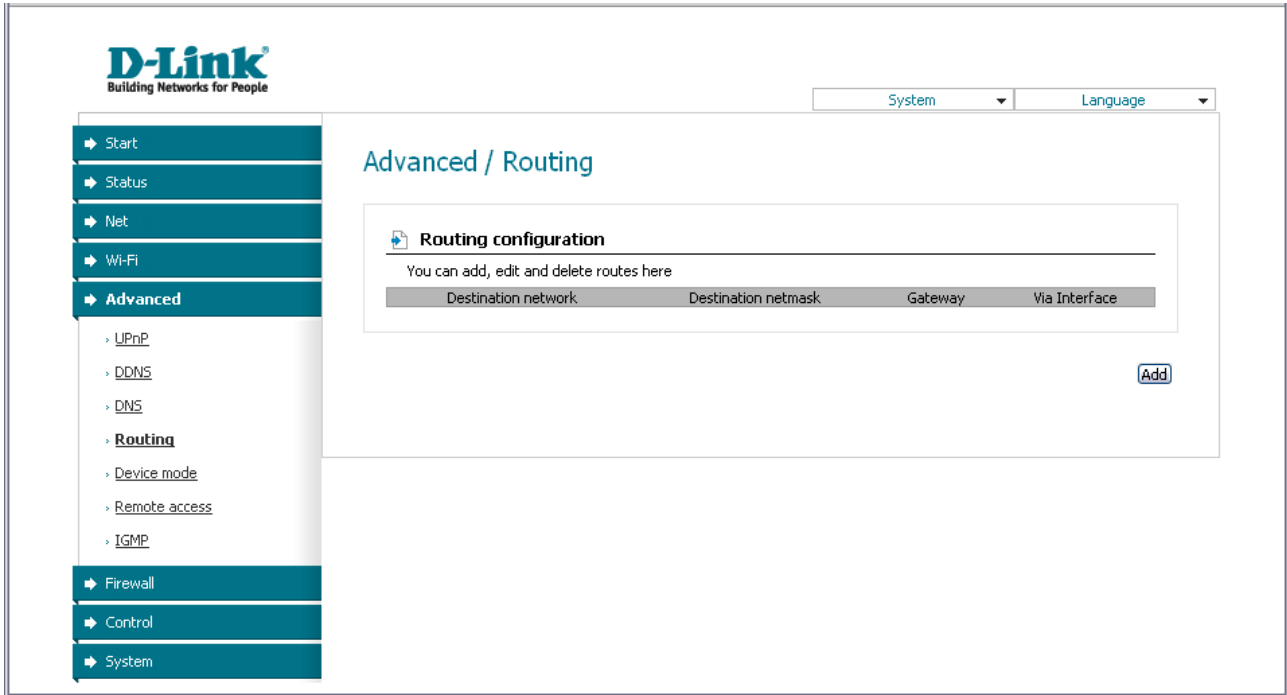 D-Link
Building Networks for People
System
Language
Start
Status
Net
Wi-Fi
Advanced
UPnP
DDNS
DNS
Routing
Device mode
Remote access
IGMP
Firewall
Control
System
Advanced / Routing
Routing configuration
You can add, edit and delete routes here
Destination network Destination netmask Gateway Via Interface
Add